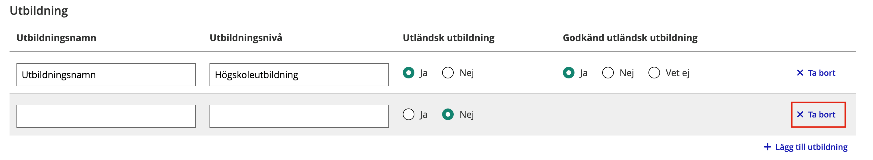 Utbildning
Utbildningsnamn Utbildningsnivå Utländsk utbildning Godkänd utländsk utbildning
Utbildningsnamn Högskoleutbildning Ja Nej Ja Nej Vet ej × Ta bort
Ja Nej × Ta bort
+ Lägg till utbildning